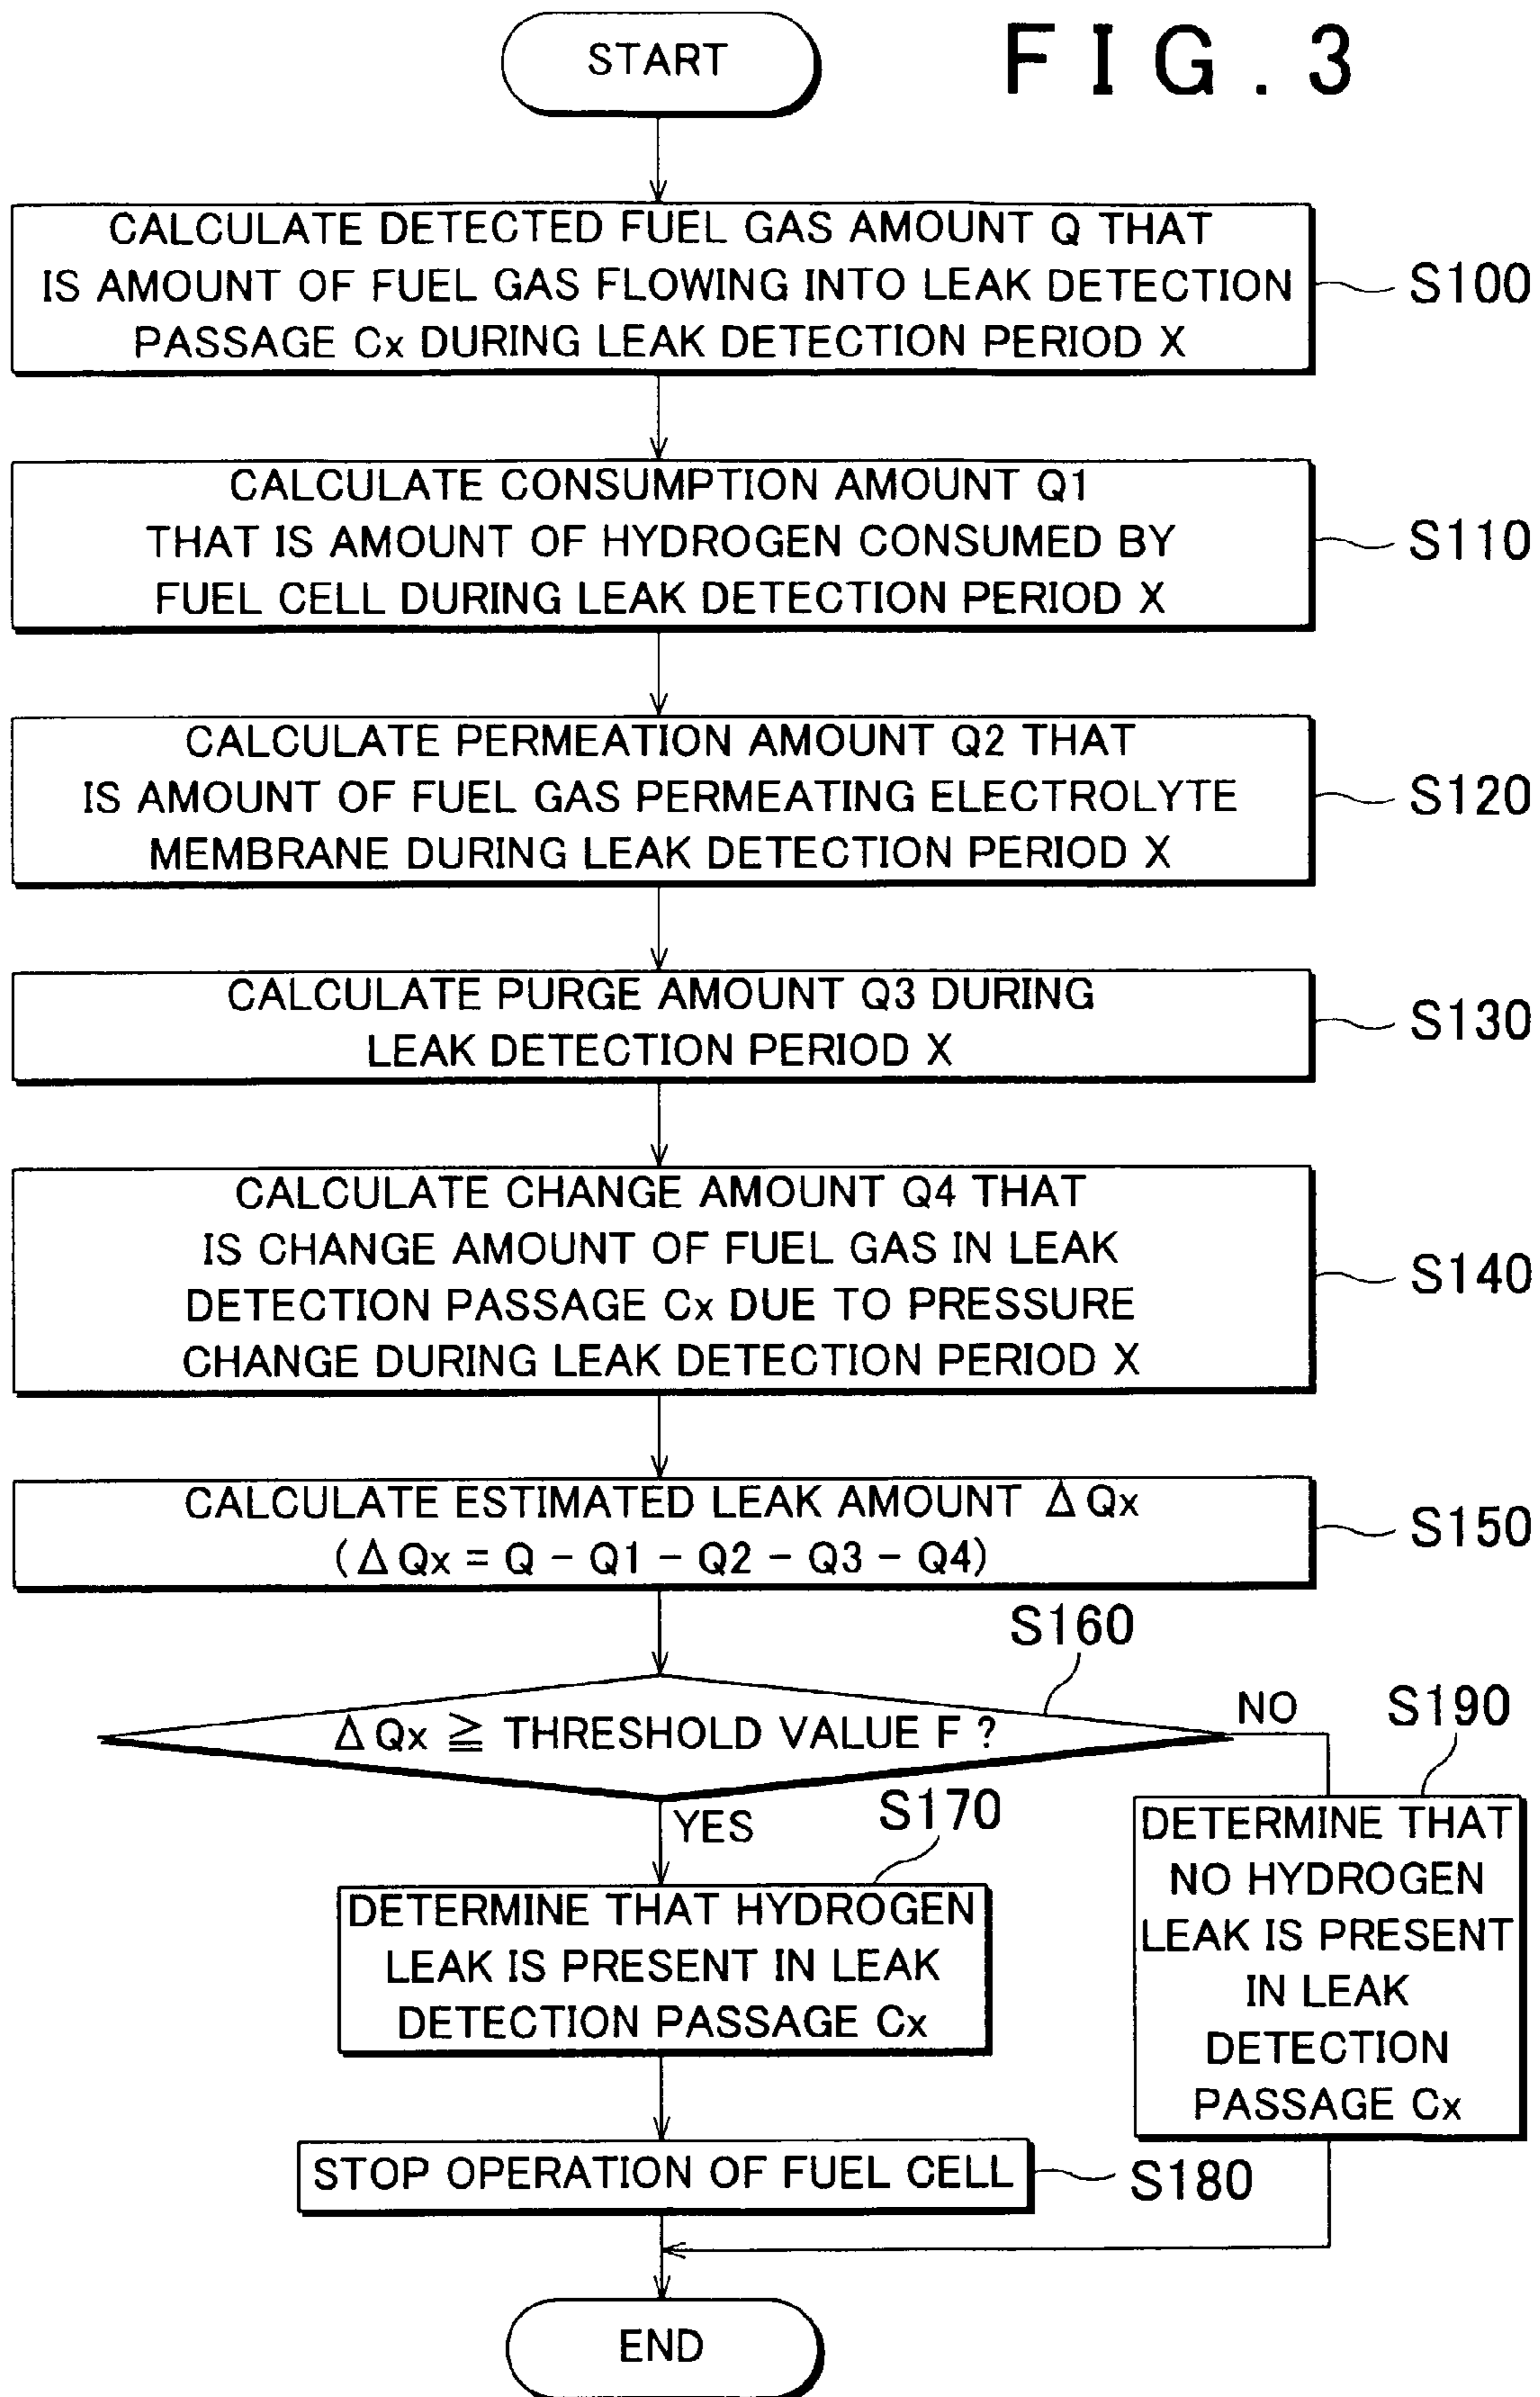 START
FIG.3
CALCULATE DETECTED FUEL GAS AMOUNT Q THAT
IS AMOUNT OF FUEL GAS FLOWING INTO LEAK DETECTION
PASSAGE Cx DURING LEAK DETECTION PERIOD X
S100
CALCULATE CONSUMPTION AMOUNT Q1
THAT IS AMOUNT OF HYDROGEN CONSUMED BY
FUEL CELL DURING LEAK DETECTION PERIOD X
S110
CALCULATE PERMEATION AMOUNT Q2 THAT
IS AMOUNT OF FUEL GAS PERMEATING ELECTROLYTE
MEMBRANE DURING LEAK DETECTION PERIOD X
S120
CALCULATE PURGE AMOUNT Q3 DURING
LEAK DETECTION PERIOD X
S130
CALCULATE CHANGE AMOUNT Q4 THAT
IS CHANGE AMOUNT OF FUEL GAS IN LEAK
DETECTION PASSAGE Cx DUE TO PRESSURE
CHANGE DURING LEAK DETECTION PERIOD X
S140
CALCULATE ESTIMATED LEAK AMOUNT ΔQx
(ΔQx = Q - Q1 - Q2 - Q3 - Q4)
S150
S160
ΔQx ≧ THRESHOLD VALUE F ?
NO
S190
YES
S170
DETERMINE THAT HYDROGEN
LEAK IS PRESENT IN LEAK
DETECTION PASSAGE Cx
DETERMINE THAT
NO HYDROGEN
LEAK IS PRESENT
IN LEAK
DETECTION
PASSAGE Cx
STOP OPERATION OF FUEL CELL
S180
END